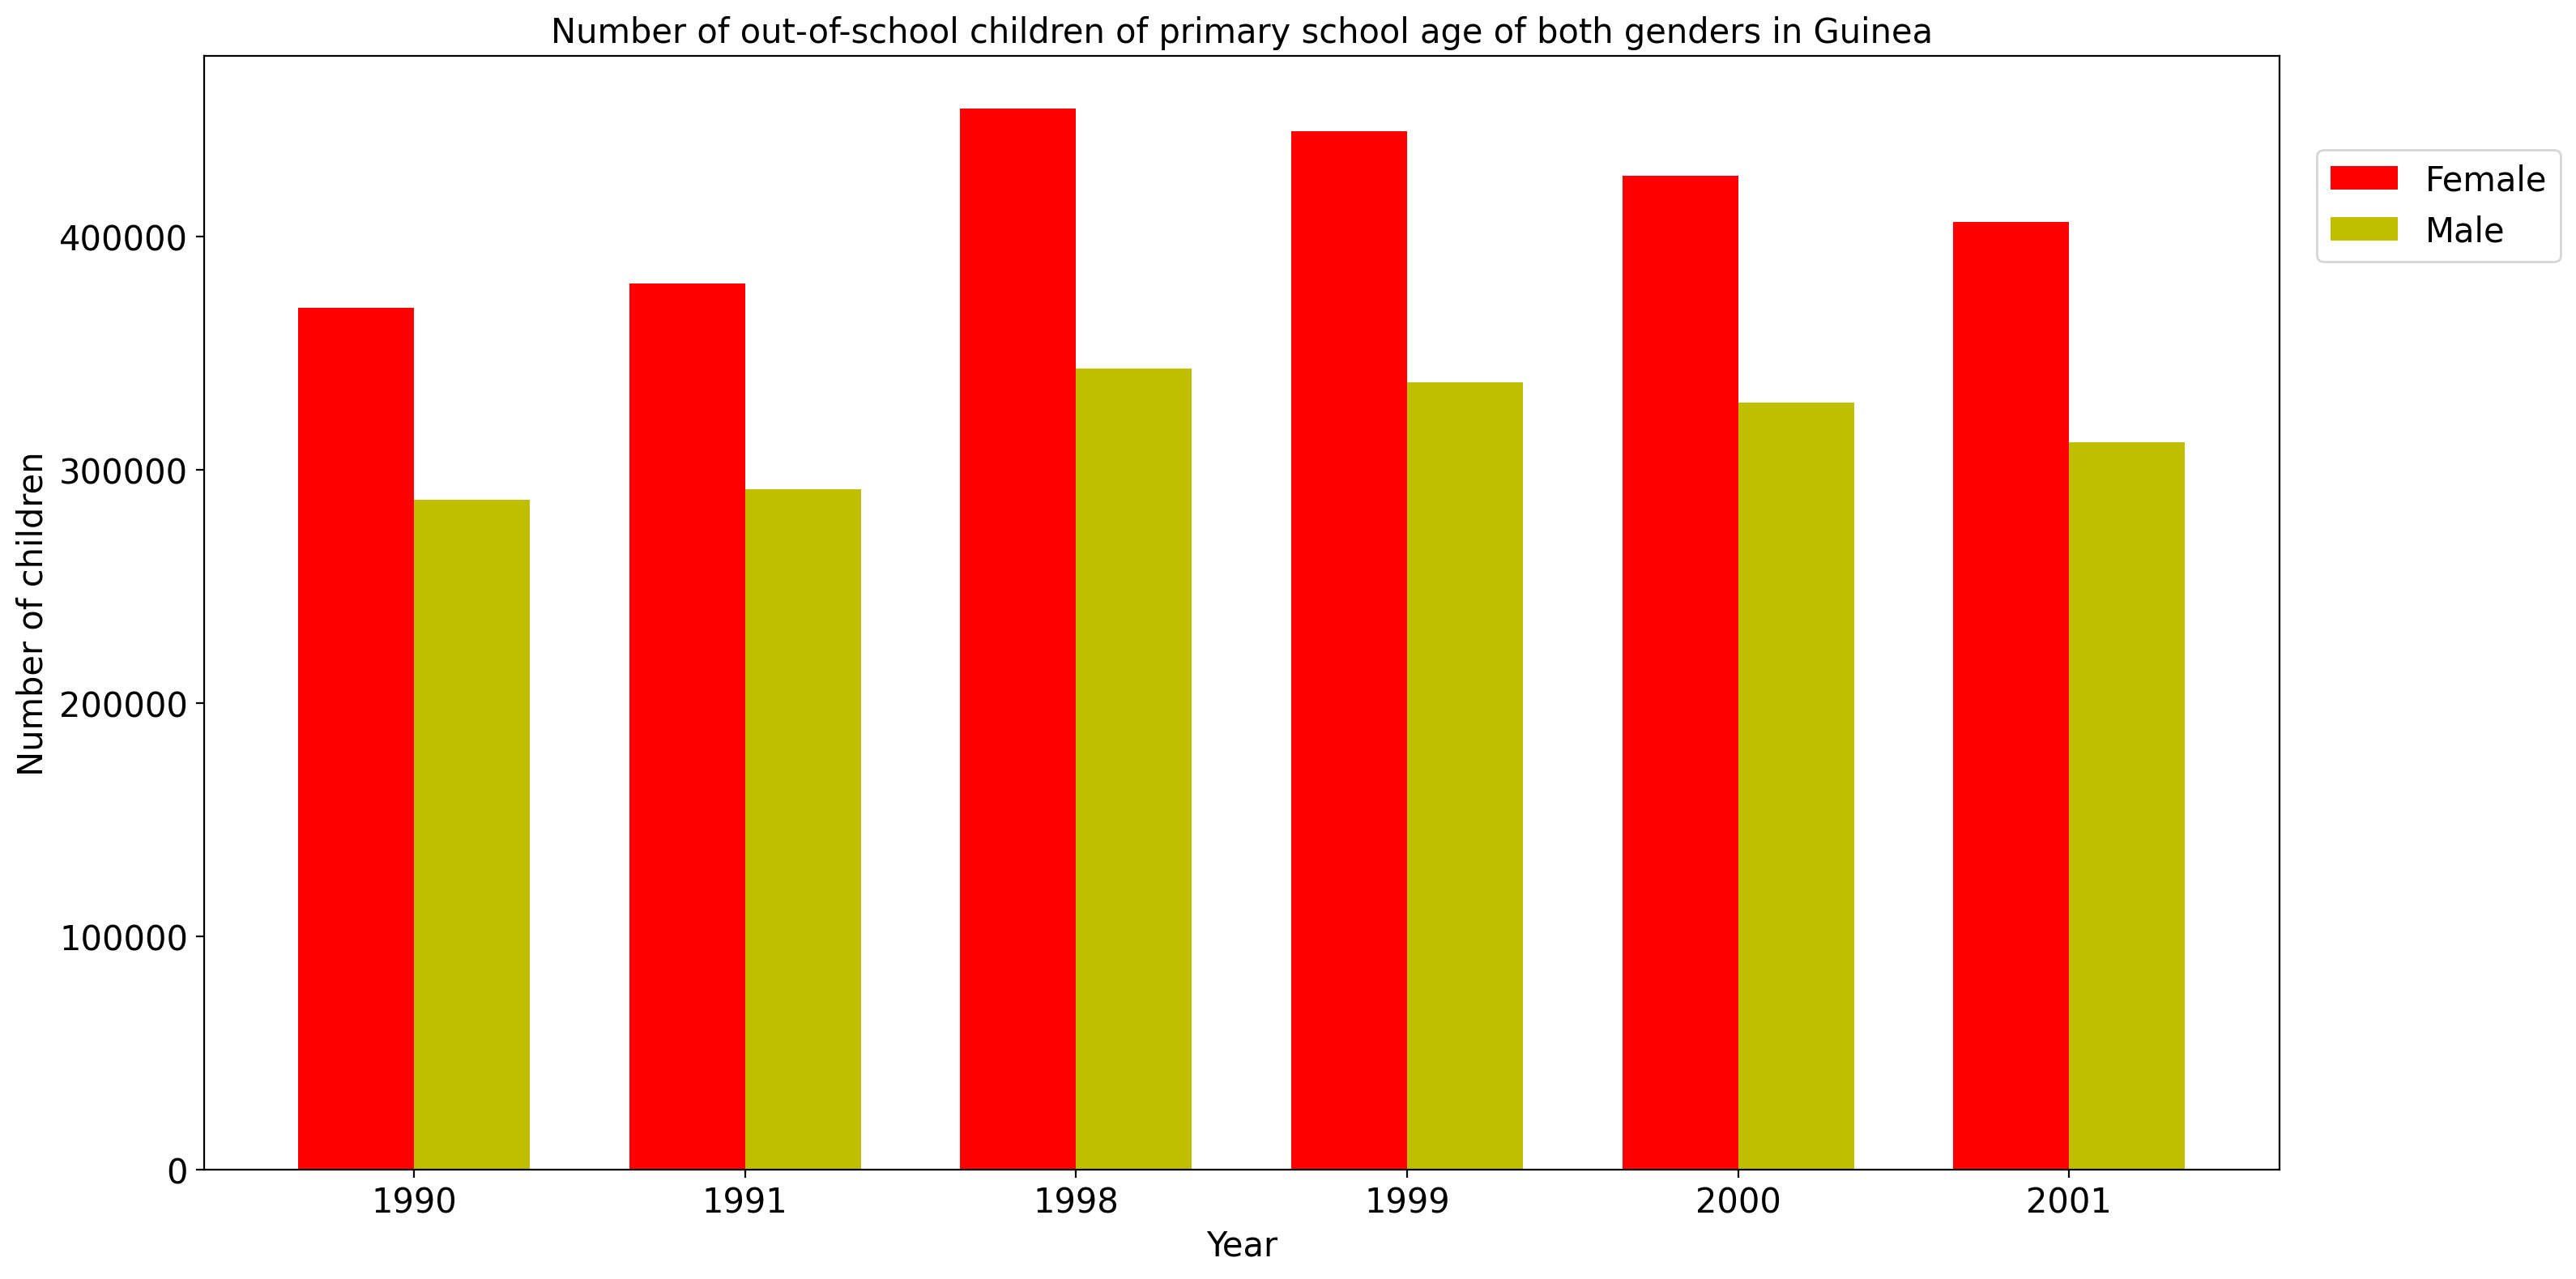 Number of out-of-school children of primary school age of both genders in Guinea
Number of children
400000
300000
200000
100000
0
1990 1991 1998 1999 2000 2001
Year
Female
Male